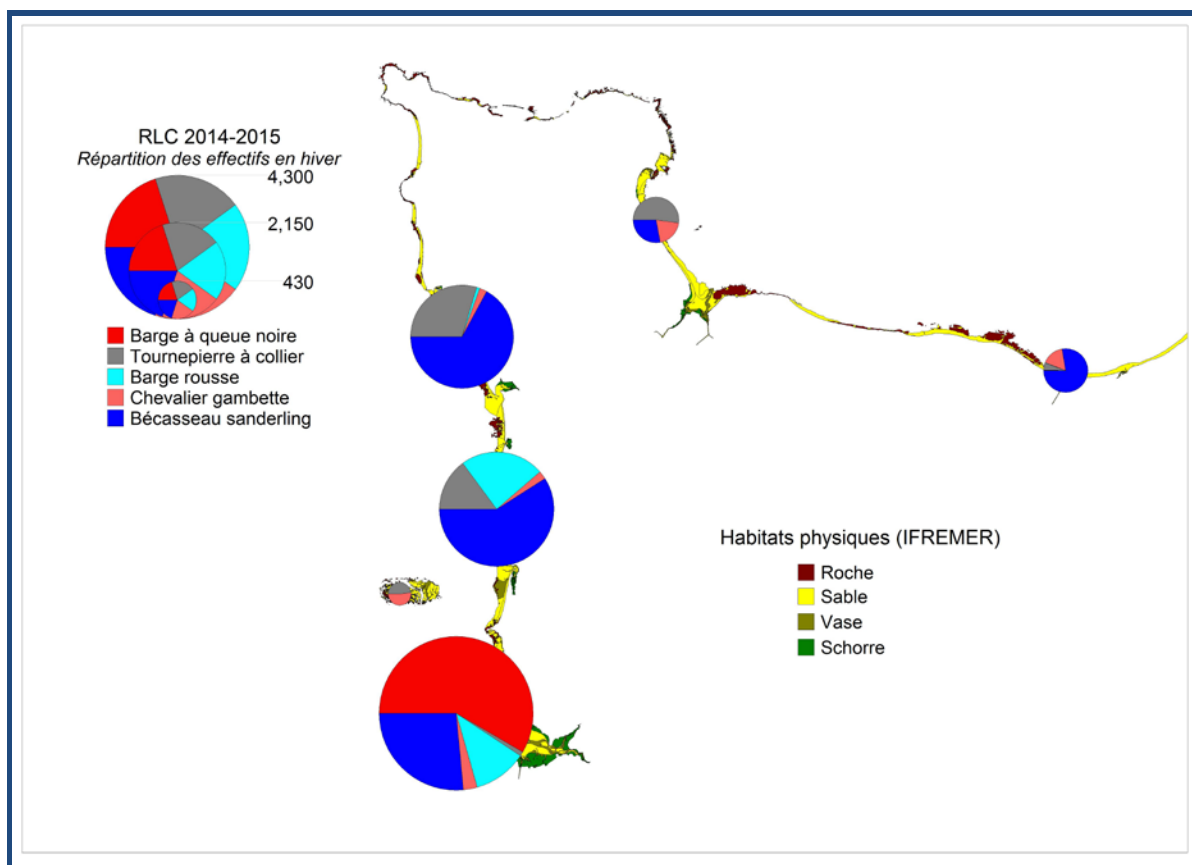 RLC 2014-2015
Répartition des effectifs en hiver
4,300
2,150
430
Barge à queue noire
Tournepierre à collier
Barge rousse
Chevalier gambette
Bécasseau sanderling
Habitats physiques (IFREMER)
Roche
Sable
Vase
Schorre